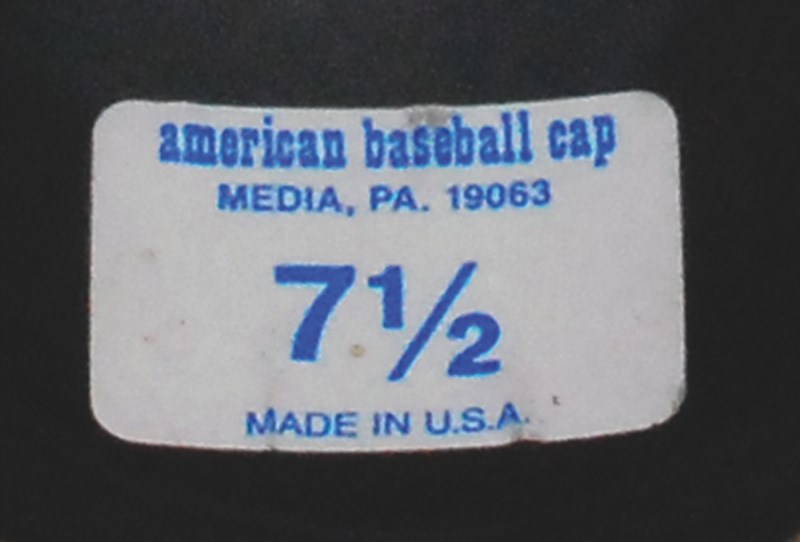 american baseball cap
MEDIA, PA. 19063
7½
MADE IN U.S.A.